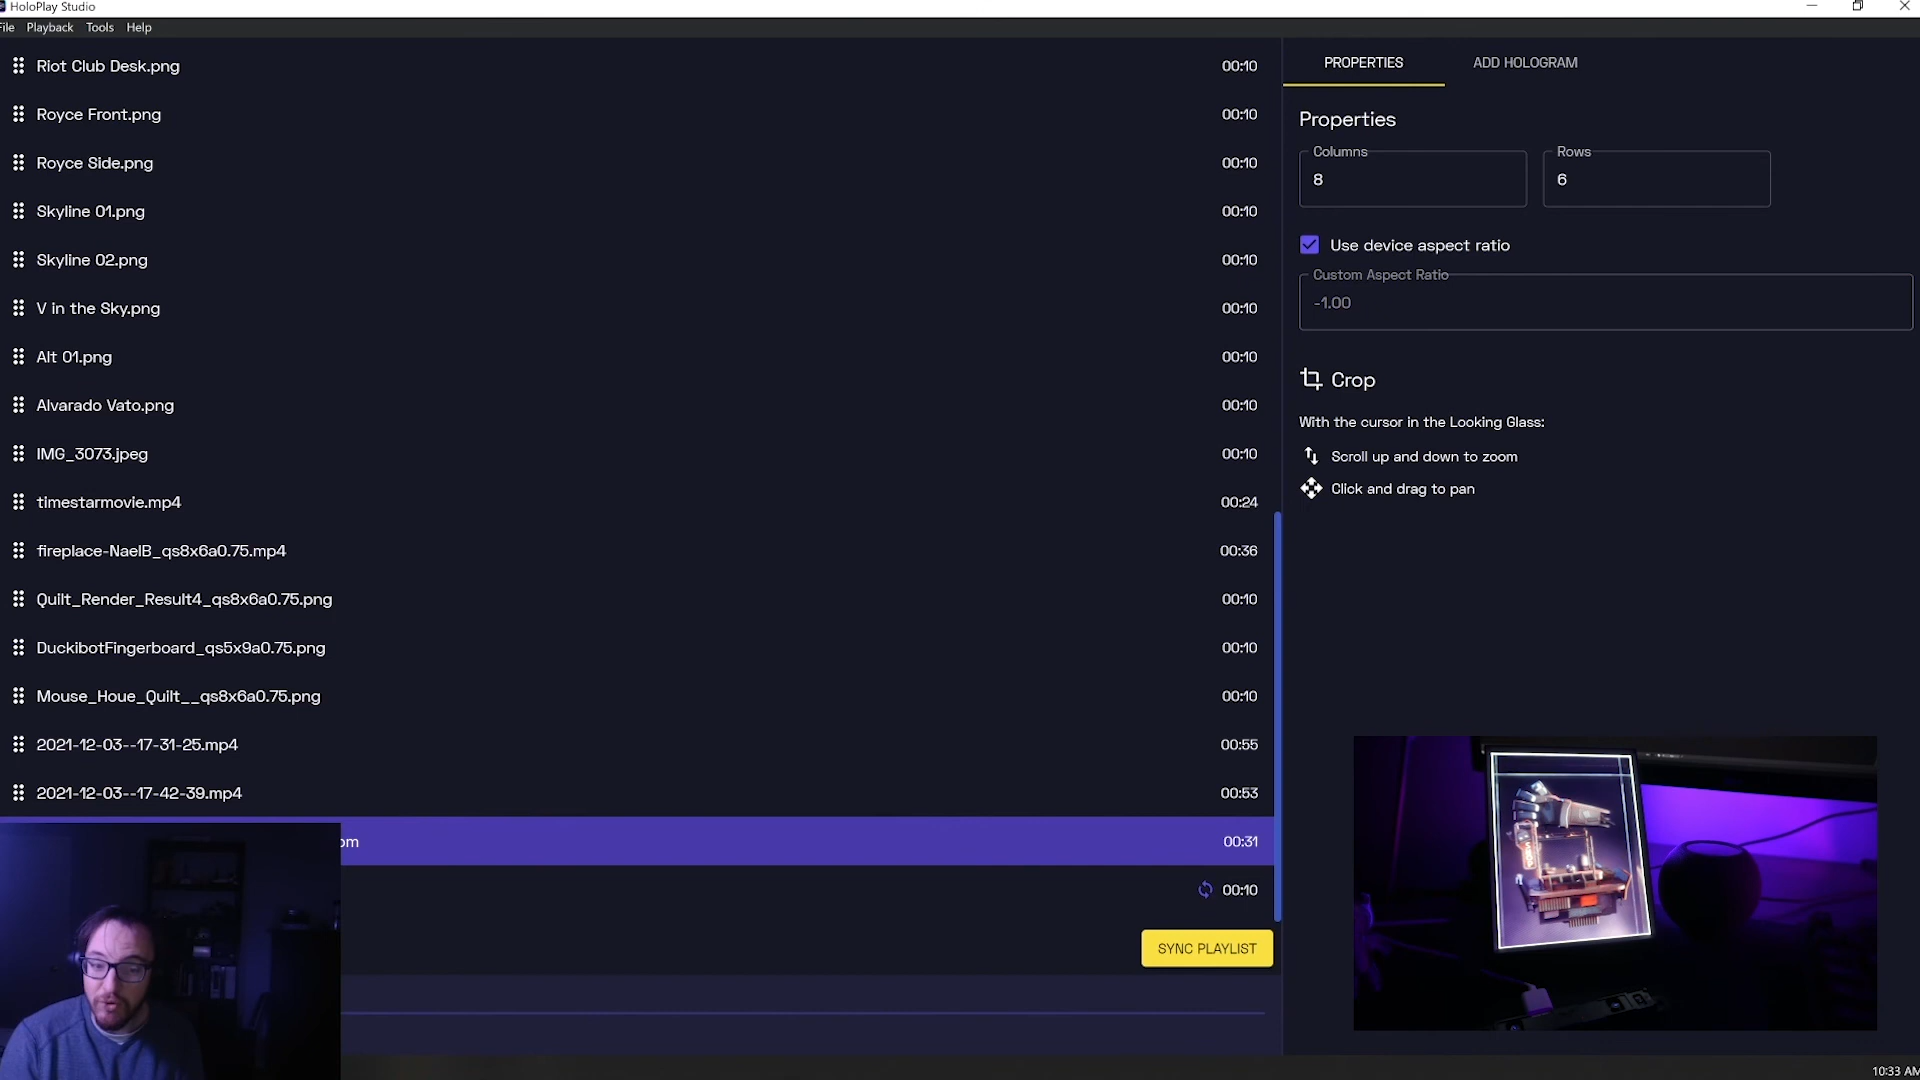 HoloPlay Studio
File Playback Tools Help
Riot Club Desk.png 00:10
Royce Front.png 00:10
Royce Side.png 00:10
Skyline 01.png 00:10
Skyline 02.png 00:10
V in the Sky.png 00:10
Alt 01.png 00:10
Alvarado Vato.png 00:10
IMG_3073.jpeg 00:10
timestarmovie.mp4 00:24
fireplace-NaelB_qs8x6a0.75.mp4 00:36
Quilt_Render_Result4_qs8x6a0.75.png 00:10
DuckibotFingerboard_qs5x9a0.75.png 00:10
Mouse_Houe_Quilt__qs8x6a0.75.png 00:10
2021-12-03--17-31-25.mp4 00:55
2021-12-03--17-42-39.mp4 00:53
om 00:31
00:10
SYNC PLAYLIST
PROPERTIES ADD HOLOGRAM
Properties
Columns Rows
8 6
Use device aspect ratio
Custom Aspect Ratio
-1.00
Crop
With the cursor in the Looking Glass:
Scroll up and down to zoom
Click and drag to pan
10:33 AM